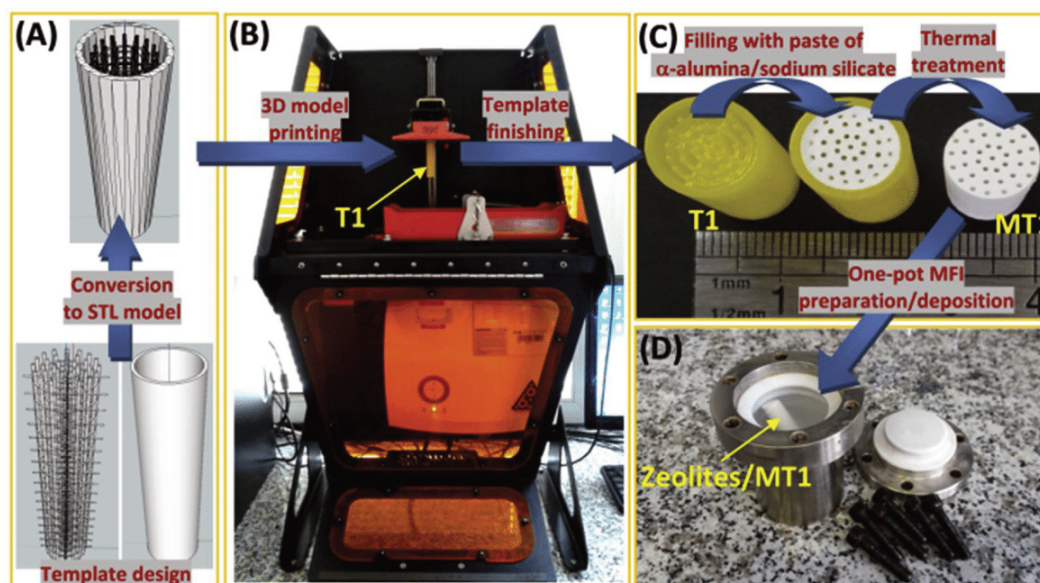 (A)
Conversion
to STL model
Template design
(B)
3D model
printing
Template
finishing
T1
(C)
Filling with paste of
α-alumina/sodium silicate
Thermal
treatment
T1
MT1
1mm
1/2mm
1
4
One-pot MFI
preparation/deposition
(D)
Zeolites/MT1